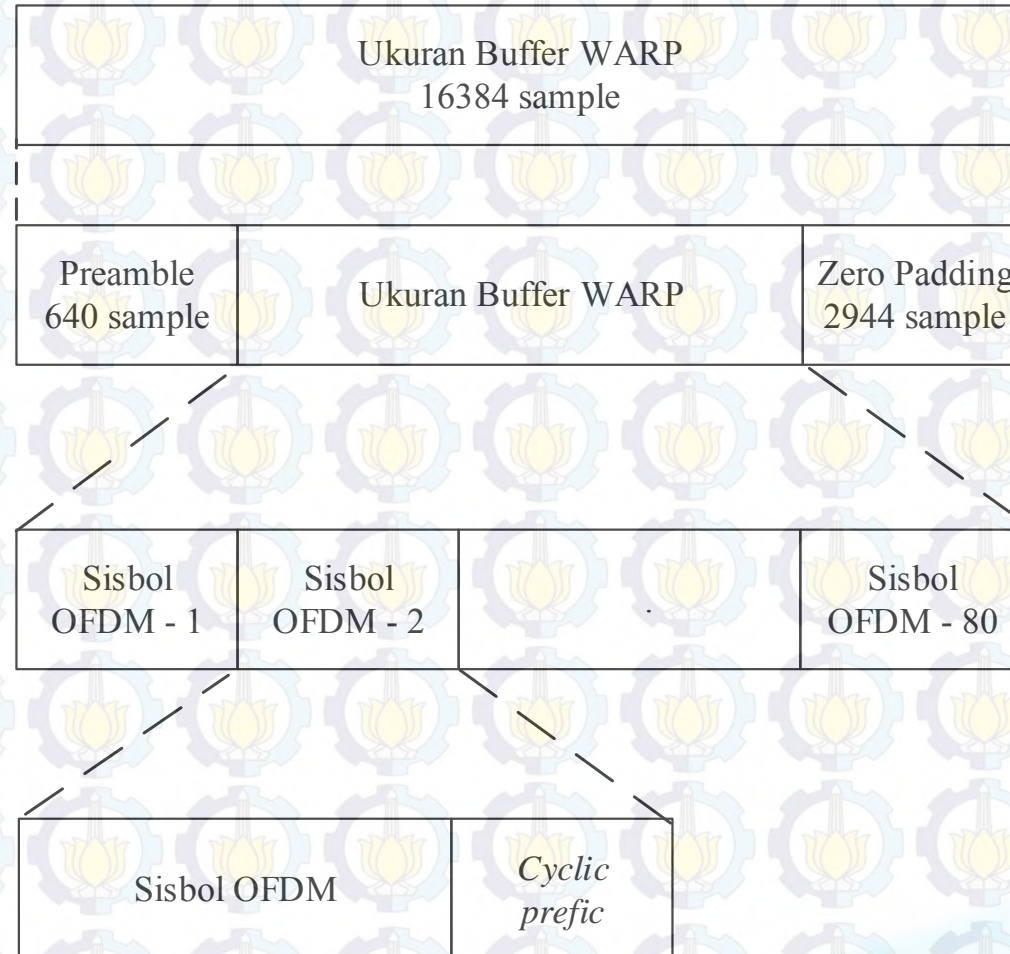 Ukuran Buffer WARP
16384 sample
Preamble
640 sample
Ukuran Buffer WARP
Zero Padding
2944 sample
Sisbol
OFDM - 1
Sisbol
OFDM - 2
.
Sisbol
OFDM - 80
Sisbol OFDM
Cyclic
prefic